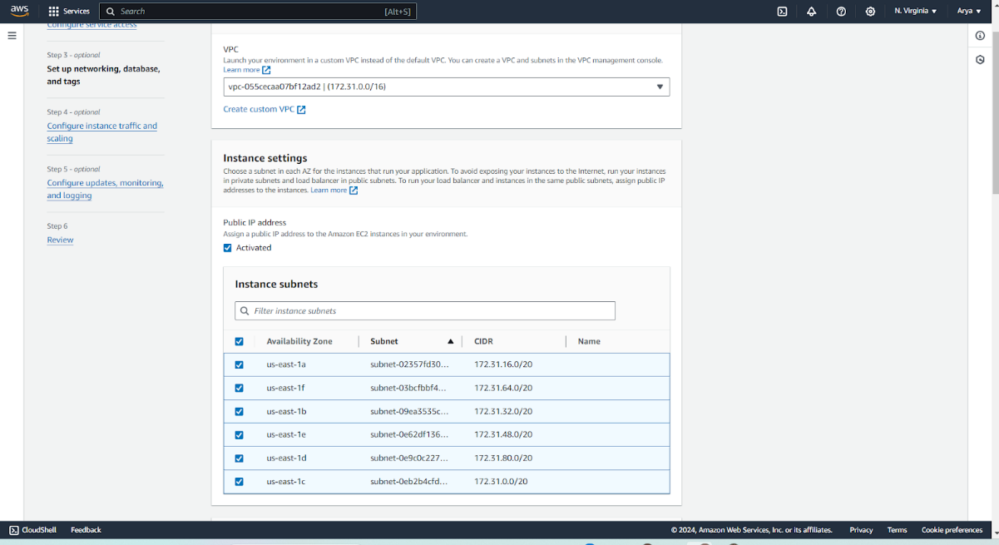 aws
Services
Search
[Alt+S]
N. Virginia
Arya
Configure service access
Step 3 - optional
Set up networking, database,
and tags
Step 4 - optional
Configure instance traffic and
scaling
Step 5 - optional
Configure updates, monitoring,
and logging
Step 6
Review
VPC
Launch your environment in a custom VPC instead of the default VPC. You can create a VPC and subnets in the VPC management console.
Learn more
vpc-055cecaa07bf12ad2 | (172.31.0.0/16)
Create custom VPC
Instance settings
Choose a subnet in each AZ for the instances that run your application. To avoid exposing your instances to the Internet, run your instances
in private subnets and load balancer in public subnets. To run your load balancer and instances in the same public subnets, assign public IP
addresses to the instances. Learn more
Public IP address
Assign a public IP address to the Amazon EC2 instances in your environment.
Activated
Instance subnets
Filter instance subnets
Availability Zone Subnet CIDR Name
us-east-1a subnet-02357fd30... 172.31.16.0/20
us-east-1f subnet-03bcfbbf4... 172.31.64.0/20
us-east-1b subnet-09ea3535c... 172.31.32.0/20
us-east-1e subnet-0e62df136... 172.31.48.0/20
us-east-1d subnet-0e9c0c227... 172.31.80.0/20
us-east-1c subnet-0eb2b4cfd... 172.31.0.0/20
CloudShell Feedback © 2024, Amazon Web Services, Inc. or its affiliates. Privacy Terms Cookie preferences